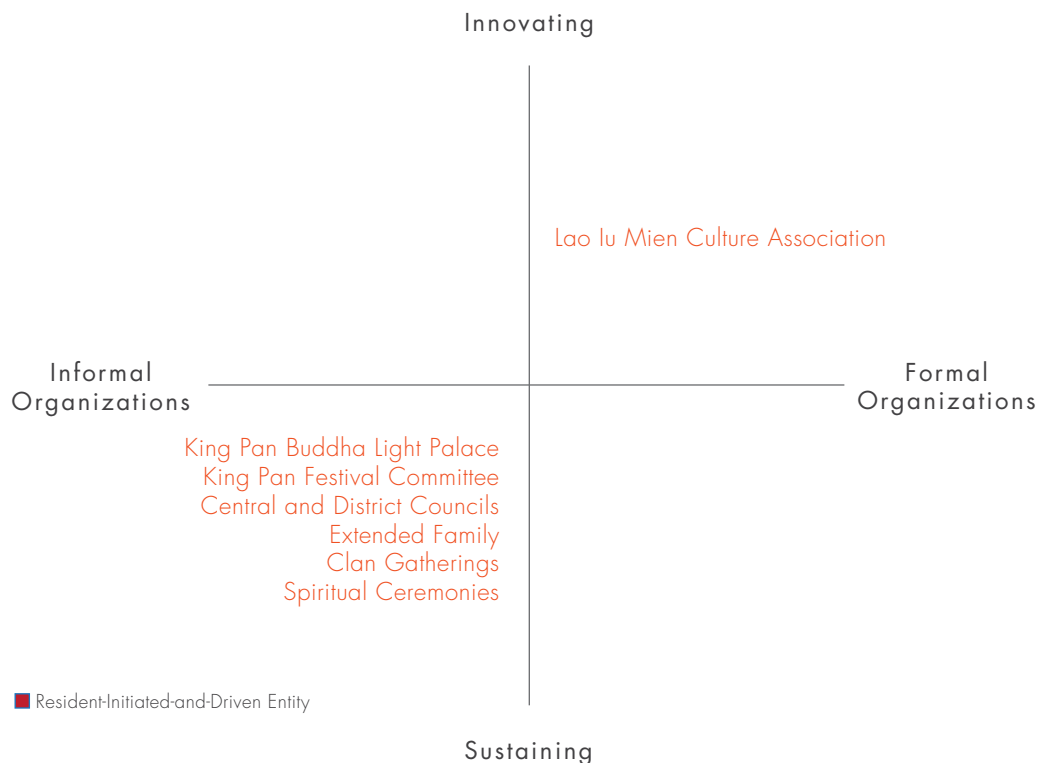 Innovating
Lao Iu Mien Culture Association
Informal
Organizations
Formal
Organizations
King Pan Buddha Light Palace
King Pan Festival Committee
Central and District Councils
Extended Family
Clan Gatherings
Spiritual Ceremonies
Resident-Initiated-and-Driven Entity
Sustaining